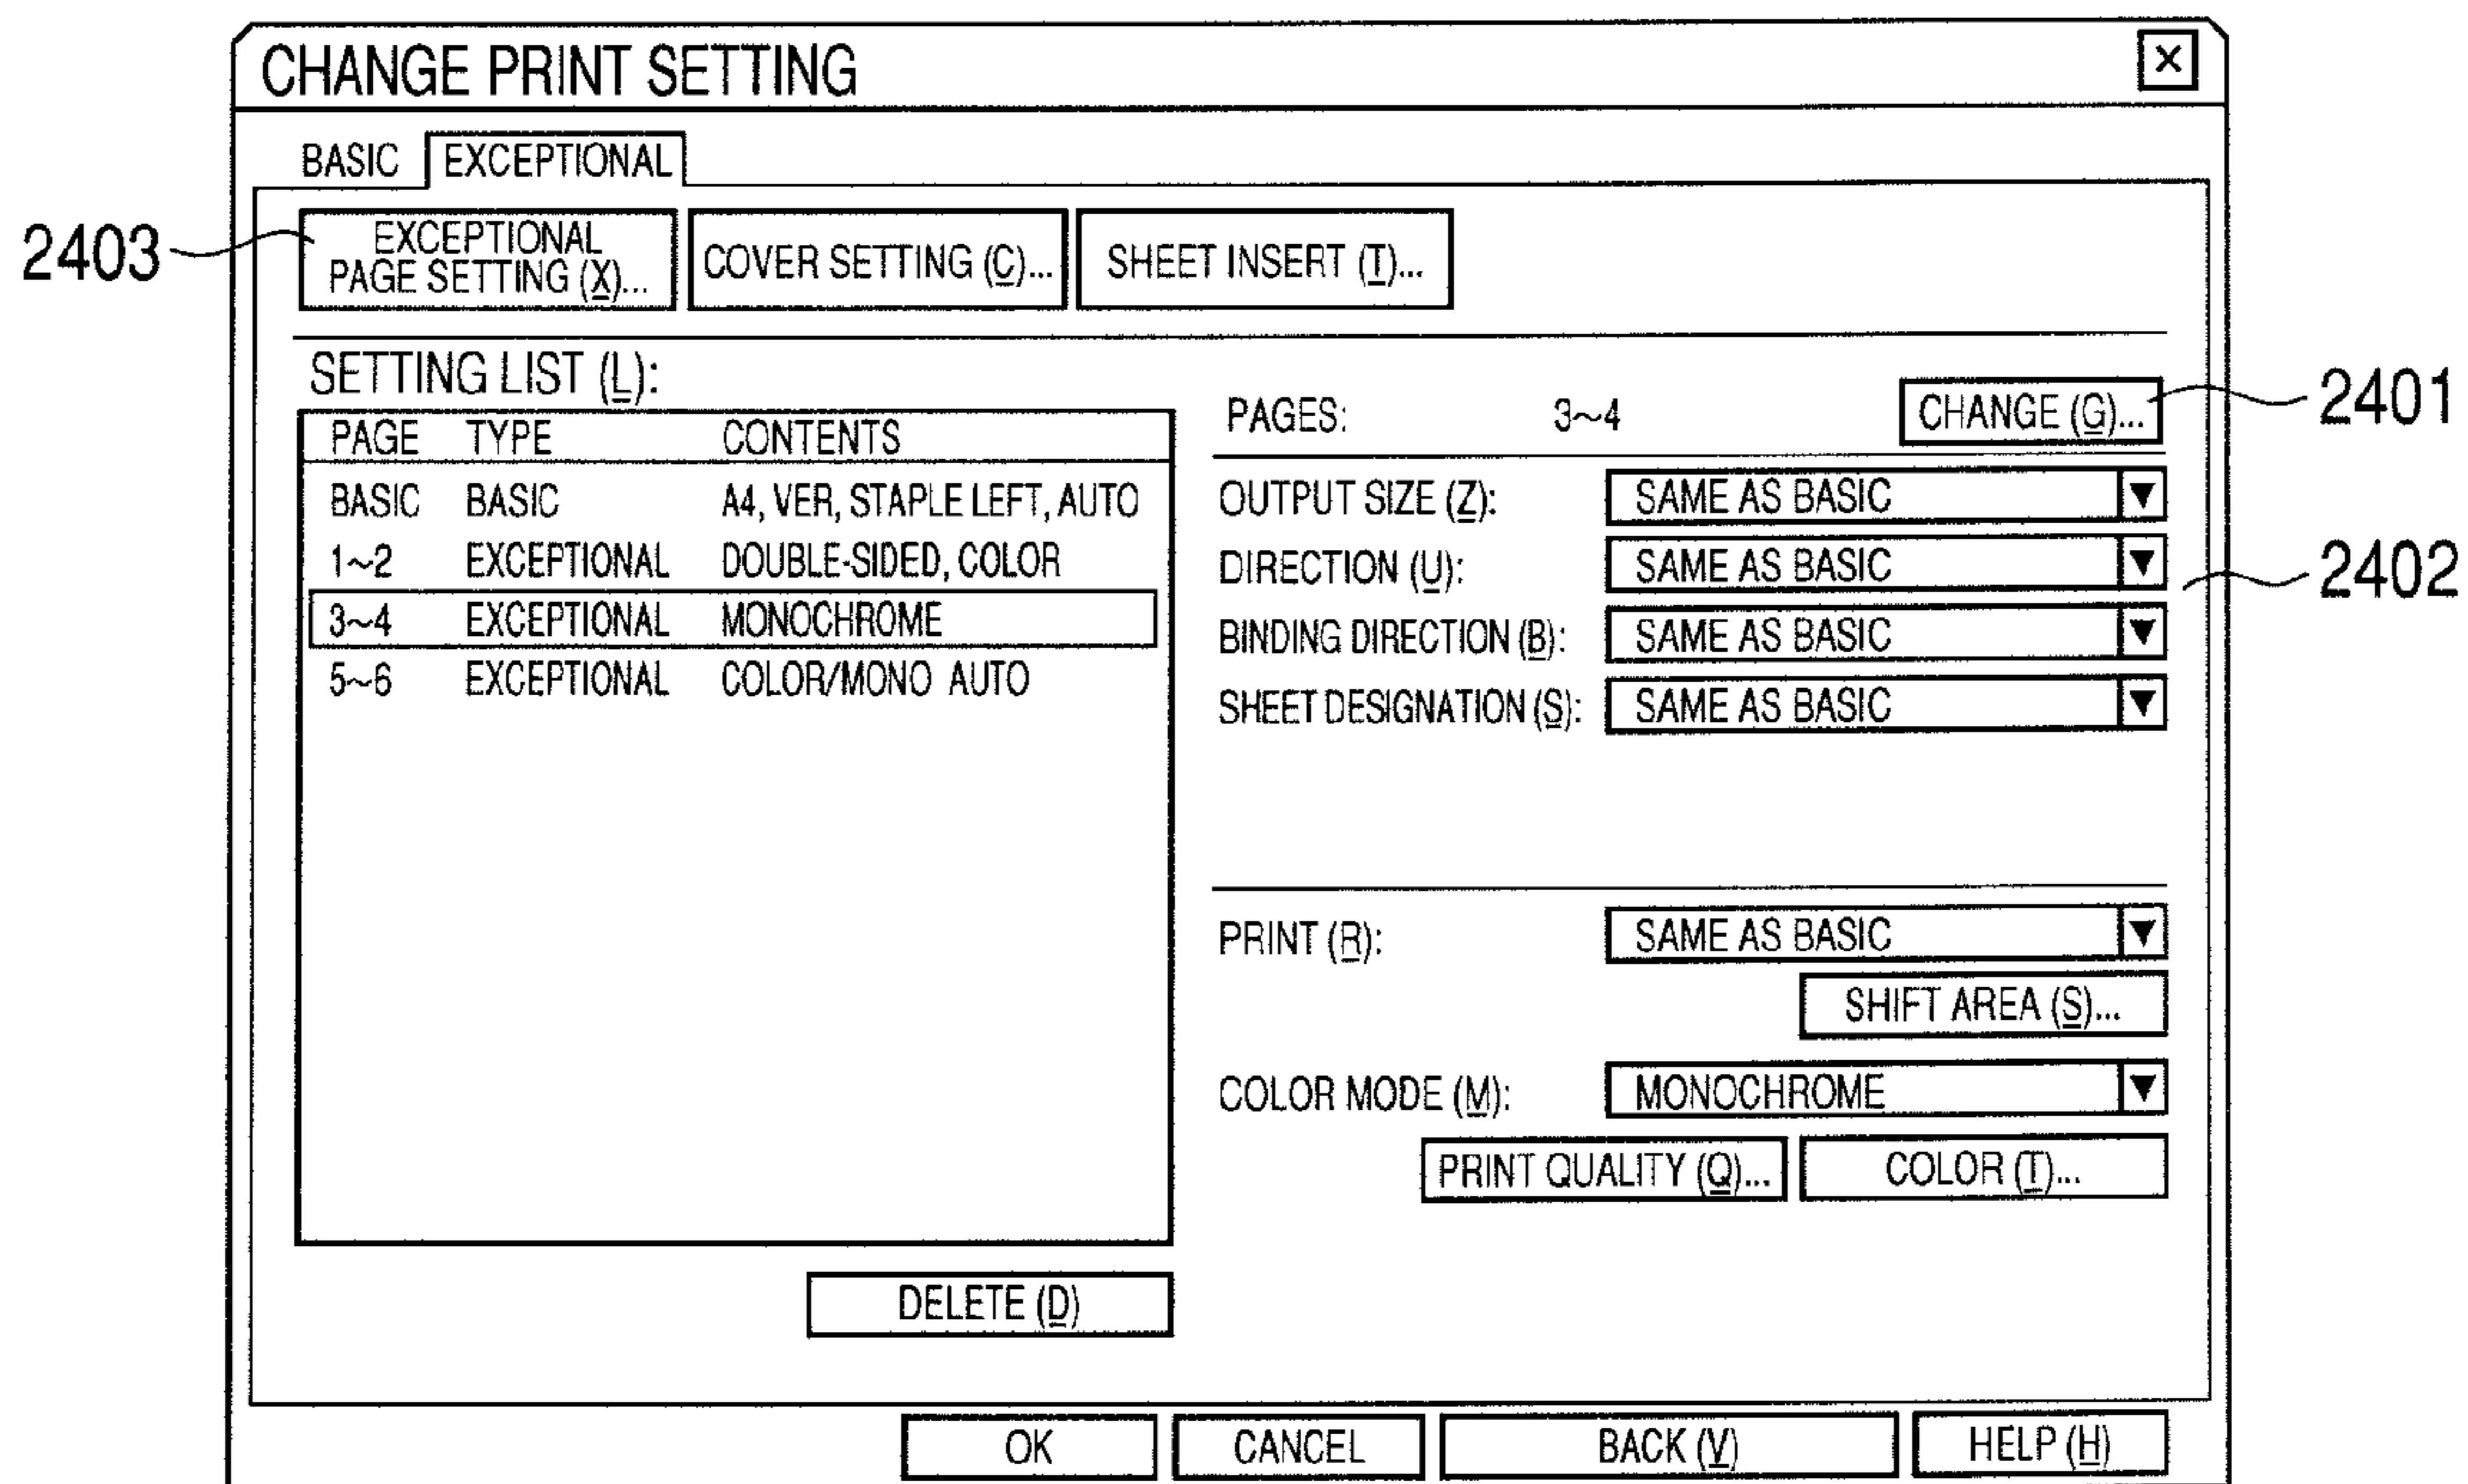 CHANGE PRINT SETTING
×
BASIC EXCEPTIONAL
2403
EXCEPTIONAL
PAGE SETTING (X)...
COVER SETTING (C)...
SHEET INSERT (T)...
SETTING LIST (L):
PAGE TYPE CONTENTS
BASIC BASIC A4, VER, STAPLE LEFT, AUTO
1~2 EXCEPTIONAL DOUBLE-SIDED, COLOR
3~4 EXCEPTIONAL MONOCHROME
5~6 EXCEPTIONAL COLOR/MONO AUTO
DELETE (D)
PAGES: 3~4 CHANGE (G)...
2401
OUTPUT SIZE (Z): SAME AS BASIC
DIRECTION (U): SAME AS BASIC
2402
BINDING DIRECTION (B): SAME AS BASIC
SHEET DESIGNATION (S): SAME AS BASIC
PRINT (R): SAME AS BASIC
SHIFT AREA (S)...
COLOR MODE (M): MONOCHROME
PRINT QUALITY (Q)... COLOR (T)...
OK CANCEL BACK (V) HELP (H)